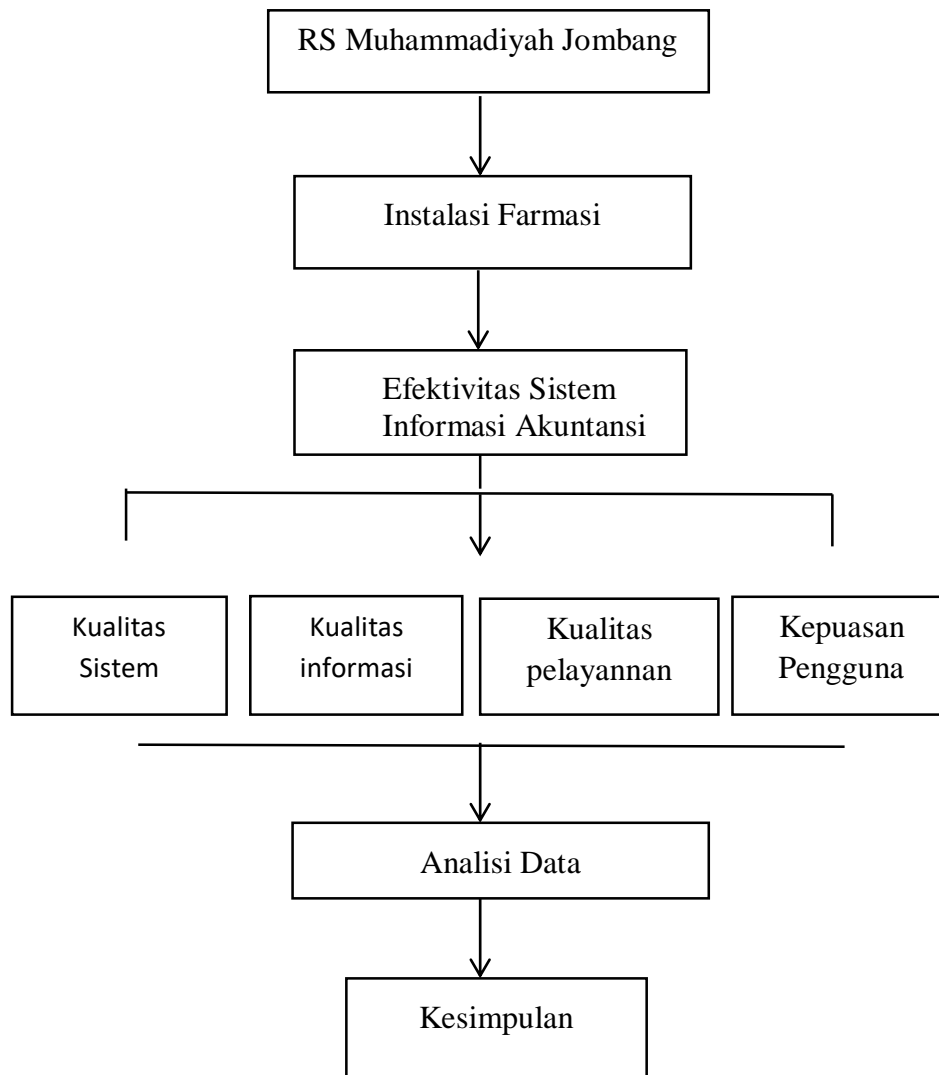 RS Muhammadiyah Jombang
Instalasi Farmasi
Efektivitas Sistem
Informasi Akuntansi
Kualitas
Sistem
Kualitas
informasi
Kualitas
pelayannan
Kepuasan
Pengguna
Analisi Data
Kesimpulan